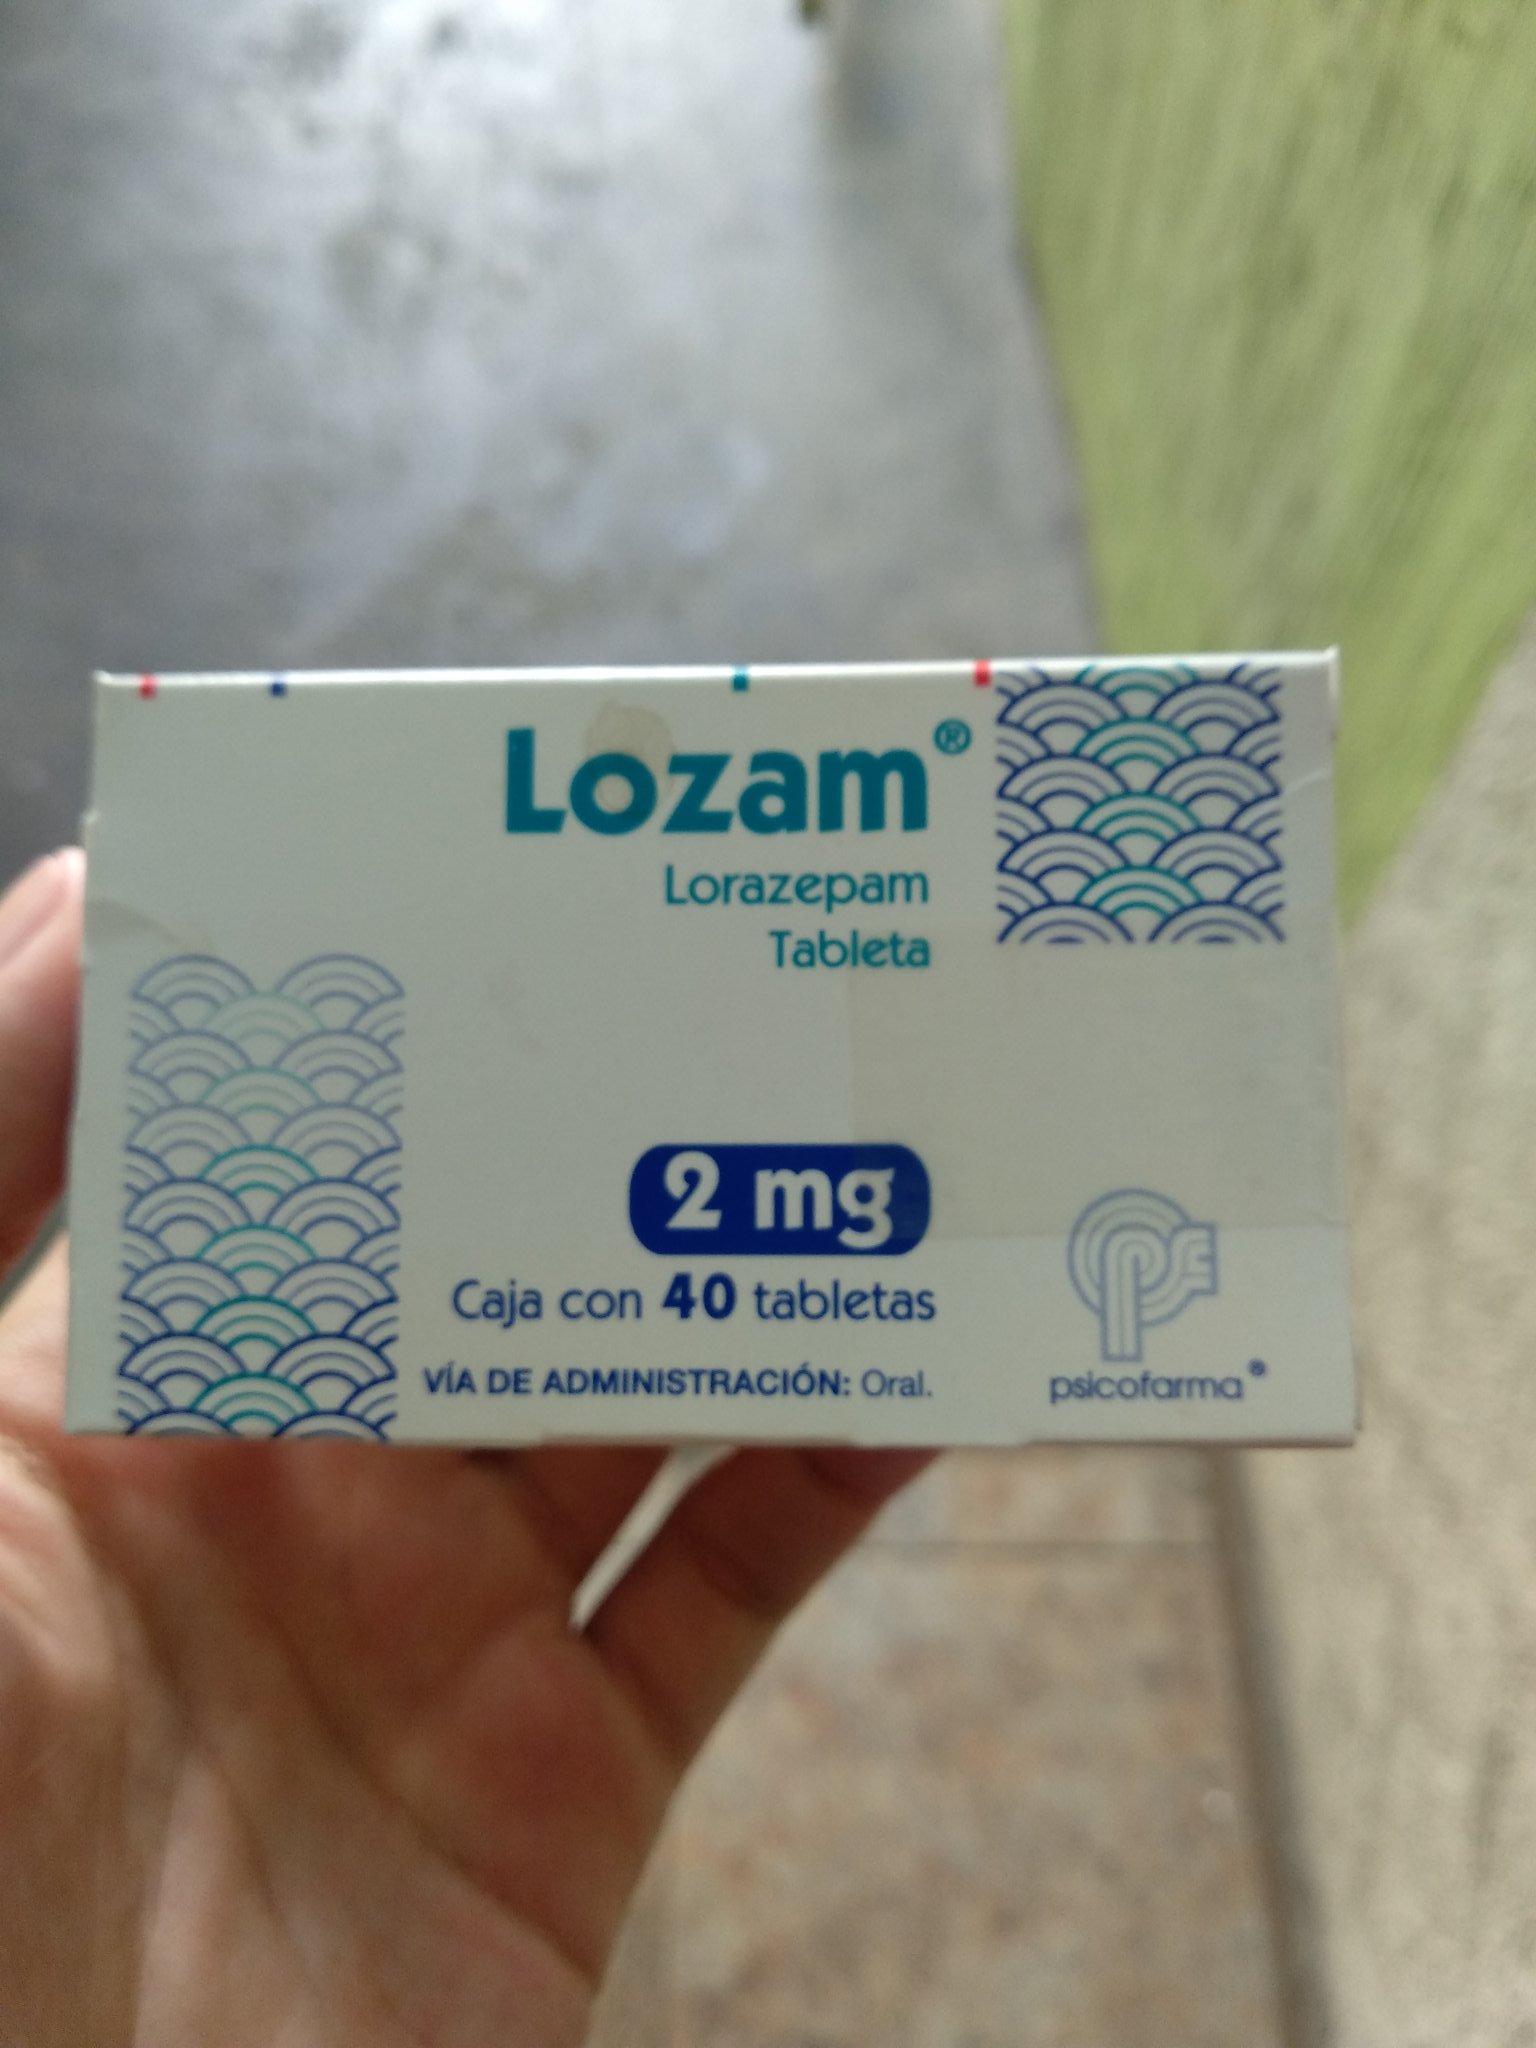 Lozam®
Lorazepam
Tableta
2 mg
Caja con 40 tabletas
VÍA DE ADMINISTRACIÓN: Oral.
psicofarma®